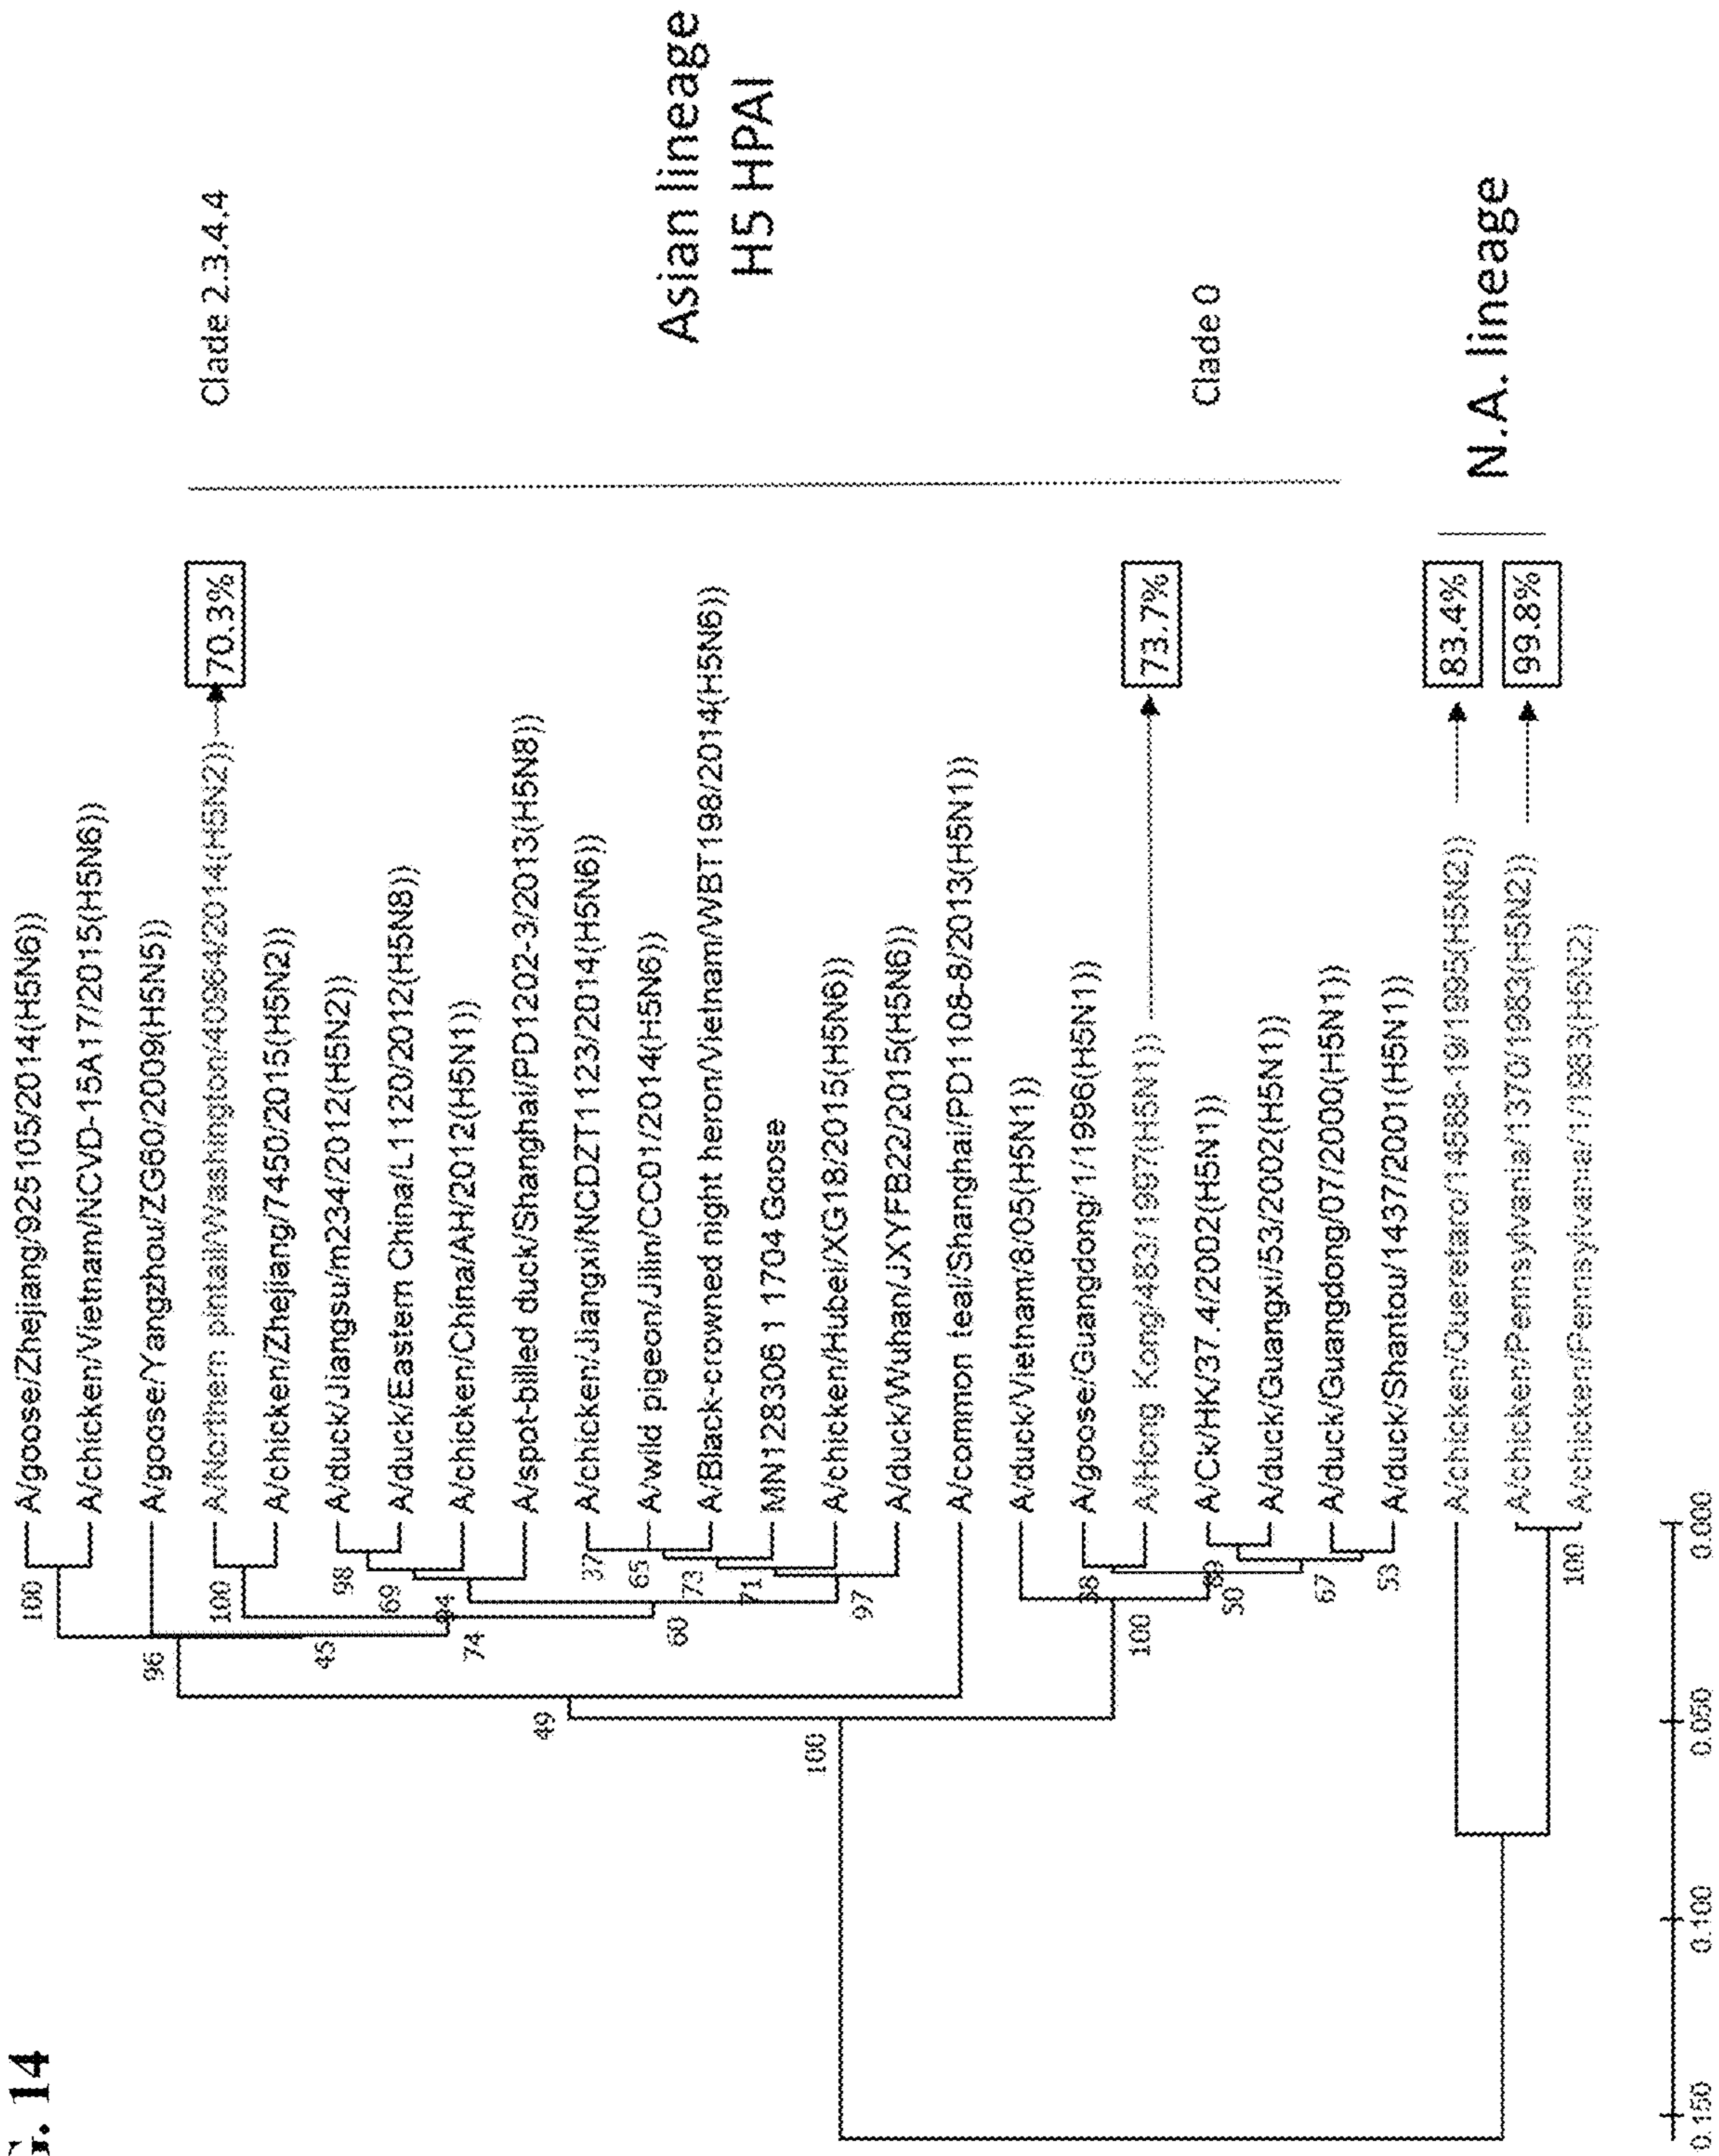 . 14
A/goose/Zhejiang/925105/2014(H5N6))
A/chicken/Vietnam/NCVD-15A17/2015(H5N6))
A/goose/Yangzhou/ZG60/2009(H5N5))
A/Northern pintail/Washington/40964/2014(H5N2))
70.3%
A/chicken/Zhejiang/7450/2015(H5N2))
A/duck/Jiangsu/m234/2012(H5N2))
A/duck/Eastern China/L1120/2012(H5N8))
A/chicken/China/AH/2012(H5N1))
A/spot-billed duck/Shanghai/PD1202-3/2013(H5N8))
A/chicken/Jiangxi/NCDZT1123/2014(H5N6))
A/wild pigeon/Jilin/CC01/2014(H5N6))
A/Black-crowned night heron/Vietnam/WBT198/2014(H5N6))
MN128306 1 1704 Goose
A/chicken/Hubei/XG18/2015(H5N6))
A/duck/Wuhan/JXYFB22/2015(H5N6))
A/common teal/Shanghai/PD1108-8/2013(H5N1))
A/duck/Vietnam/8/05(H5N1))
A/goose/Guangdong/1/1996(H5N1))
A/Hong Kong/483/1997(H5N1))
73.7%
A/Ck/HK/37.4/2002(H5N1))
A/duck/Guangxi/53/2002(H5N1))
A/duck/Guangdong/07/2000(H5N1))
A/duck/Shantou/1437/2001(H5N1))
A/chicken/Queretaro/14588-19/1995(H5N2))
83.4%
A/chicken/Pennsylvania/1370/1983(H5N2))
99.8%
A/chicken/Pennsylvania/1/1983(H5N2)
Clade 2.3.4.4
Asian lineage
H5 HPAI
Clade 0
N.A. lineage
100
96
45
100
74
98
69
94
60
37
65
73
71
97
49
100
100
50
67
53
100
0.150
0.100
0.050
0.000